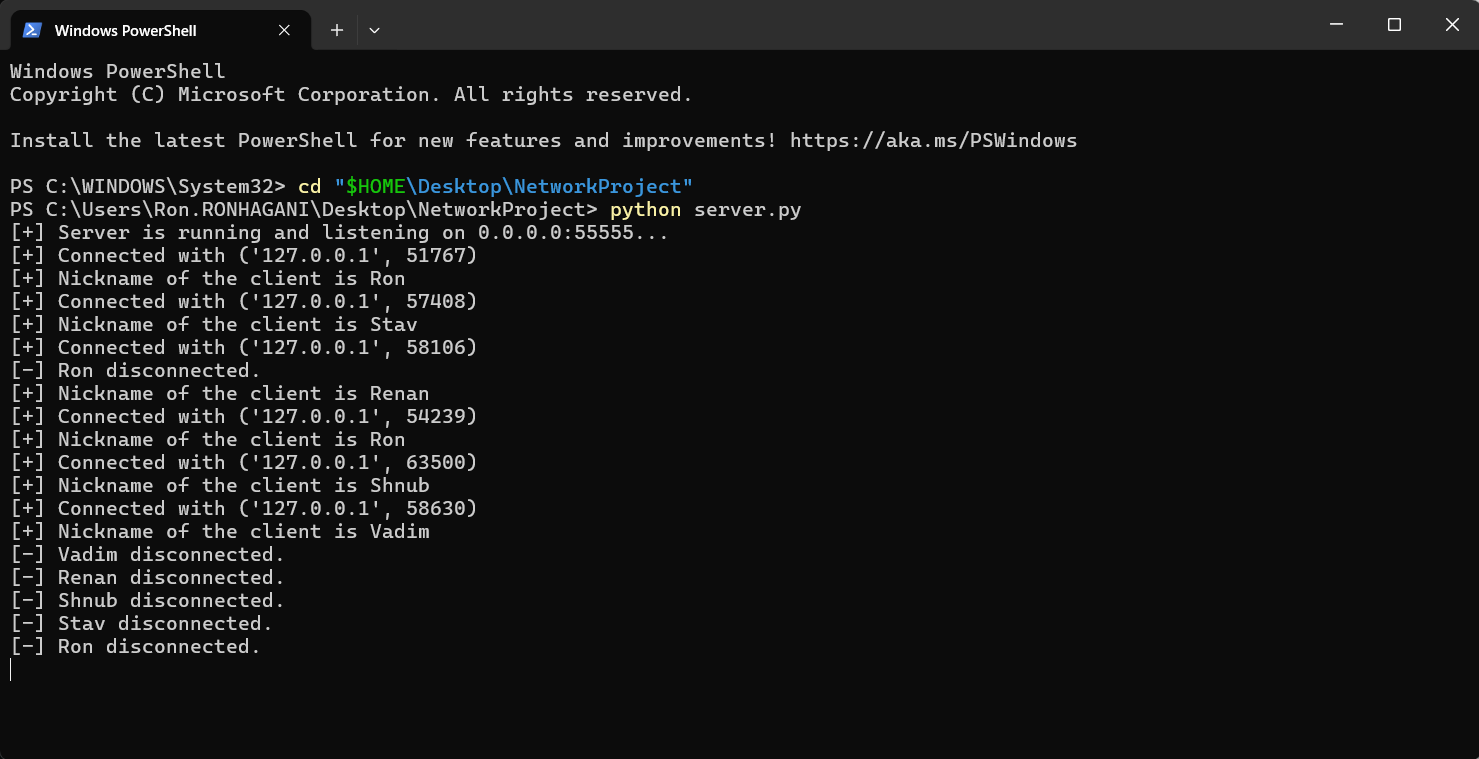 Windows PowerShell
Windows PowerShell
Copyright (C) Microsoft Corporation. All rights reserved.
Install the latest PowerShell for new features and improvements! https://aka.ms/PSWindows
PS C:\WINDOWS\System32> cd "$HOME\Desktop\NetworkProject"
PS C:\Users\Ron.RONHAGANI\Desktop\NetworkProject> python server.py
[+] Server is running and listening on 0.0.0.0:55555...
[+] Connected with ('127.0.0.1', 51767)
[+] Nickname of the client is Ron
[+] Connected with ('127.0.0.1', 57408)
[+] Nickname of the client is Stav
[+] Connected with ('127.0.0.1', 58106)
[-] Ron disconnected.
[+] Nickname of the client is Renan
[+] Connected with ('127.0.0.1', 54239)
[+] Nickname of the client is Ron
[+] Connected with ('127.0.0.1', 63500)
[+] Nickname of the client is Shnub
[+] Connected with ('127.0.0.1', 58630)
[+] Nickname of the client is Vadim
[-] Vadim disconnected.
[-] Renan disconnected.
[-] Shnub disconnected.
[-] Stav disconnected.
[-] Ron disconnected.